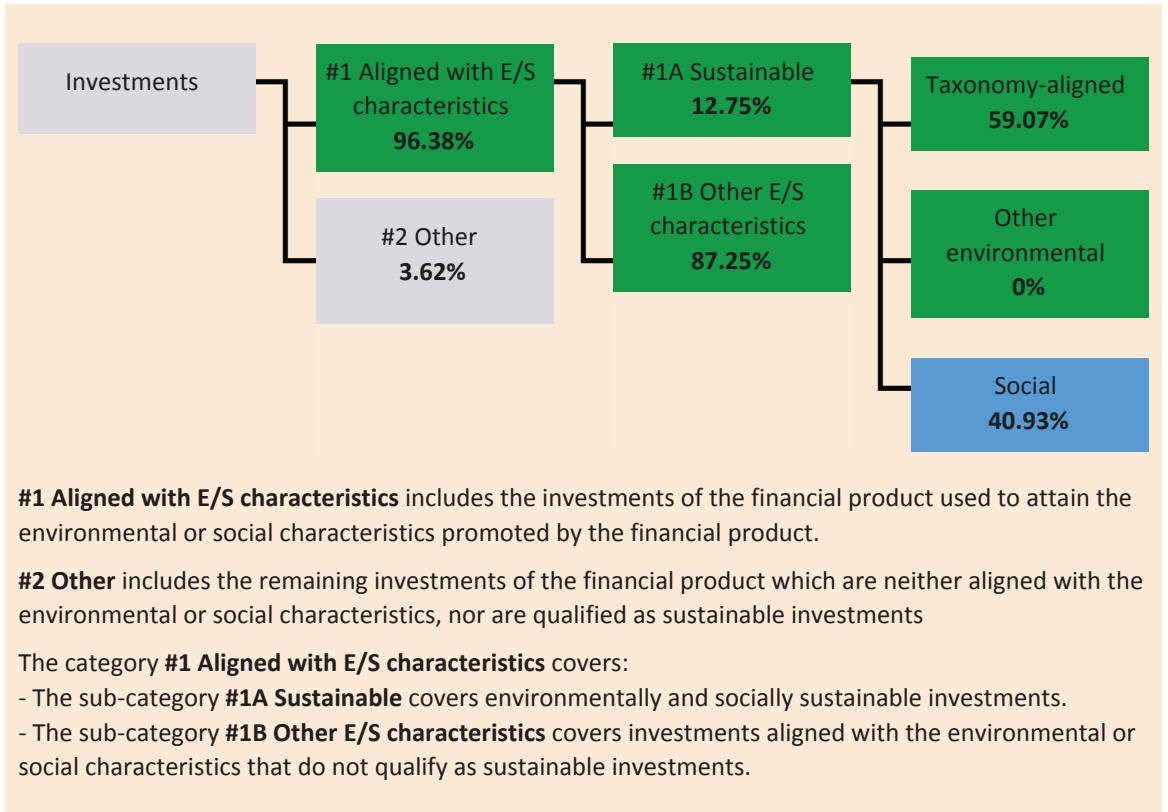 Investments
#1 Aligned with E/S
characteristics
96.38%
#2 Other
3.62%
#1A Sustainable
12.75%
#1B Other E/S
characteristics
87.25%
Taxonomy-aligned
59.07%
Other
environmental
0%
Social
40.93%
#1 Aligned with E/S characteristics includes the investments of the financial product used to attain the
environmental or social characteristics promoted by the financial product.
#2 Other includes the remaining investments of the financial product which are neither aligned with the
environmental or social characteristics, nor are qualified as sustainable investments
The category #1 Aligned with E/S characteristics covers:
- The sub-category #1A Sustainable covers environmentally and socially sustainable investments.
- The sub-category #1B Other E/S characteristics covers investments aligned with the environmental or
social characteristics that do not qualify as sustainable investments.